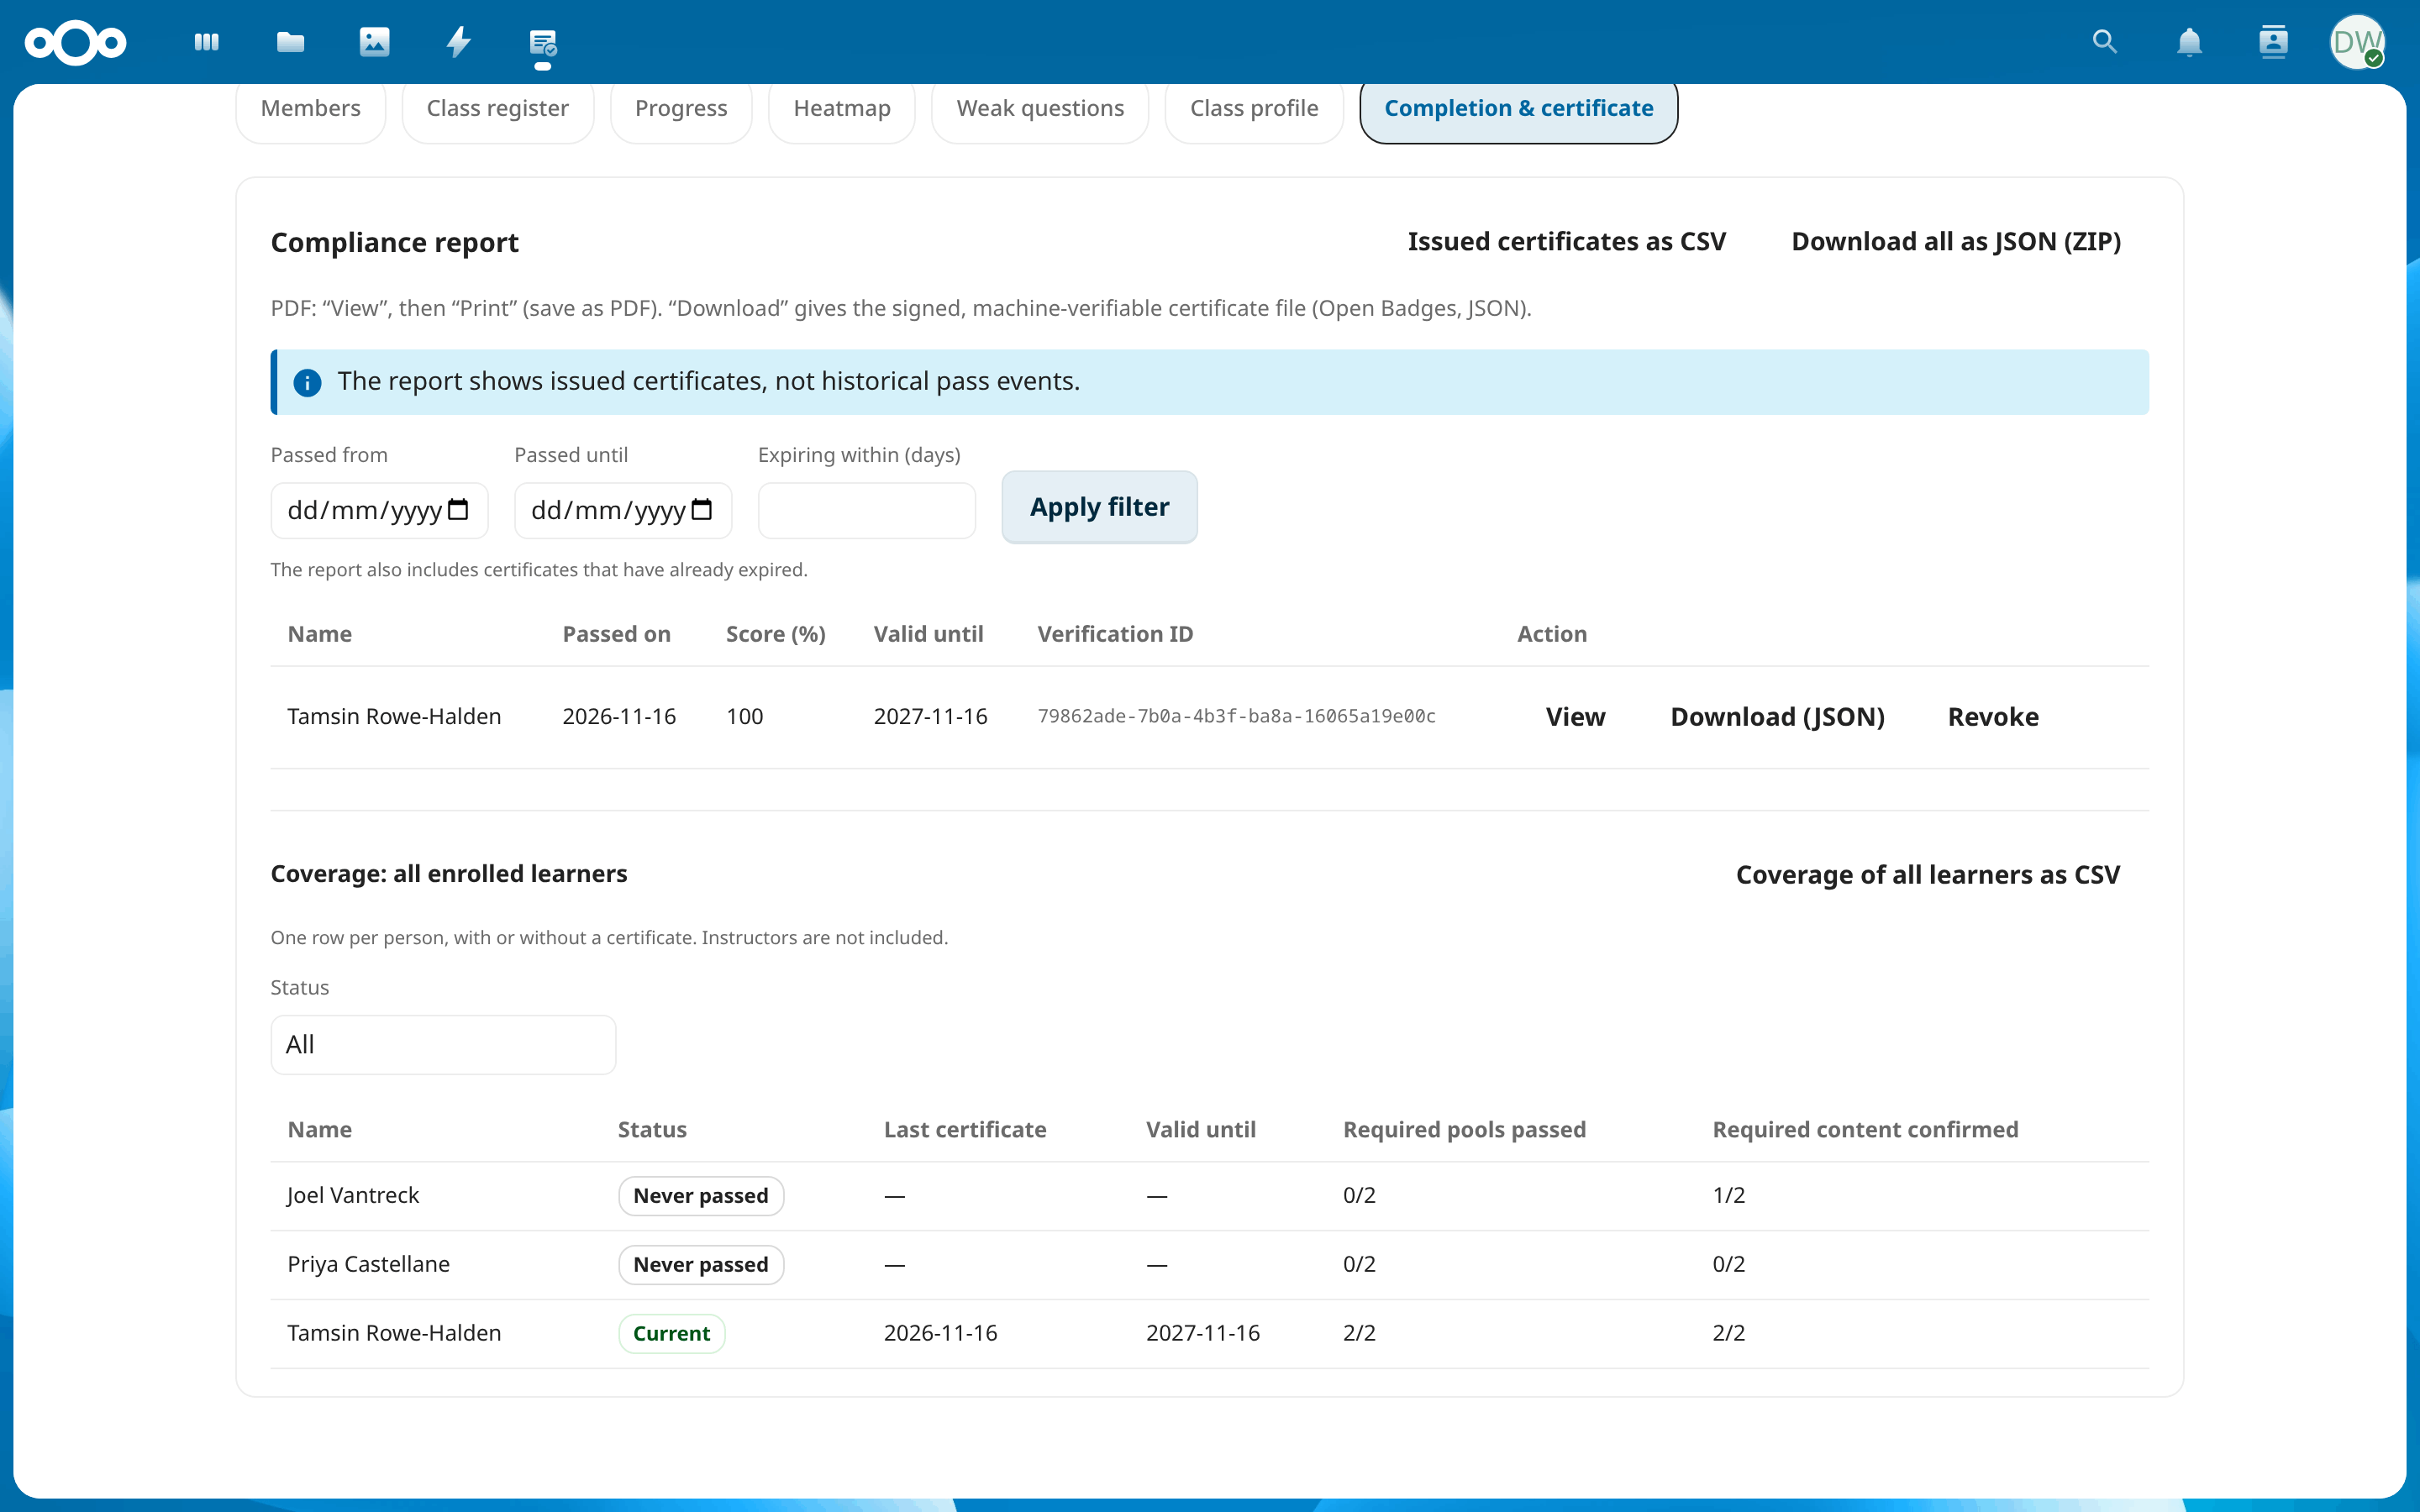 DW
Members Class register Progress Heatmap Weak questions Class profile Completion & certificate
Compliance report Issued certificates as CSV Download all as JSON (ZIP)
PDF: “View”, then “Print” (save as PDF). “Download” gives the signed, machine-verifiable certificate file (Open Badges, JSON).
The report shows issued certificates, not historical pass events.
Passed from Passed until Expiring within (days)
dd/mm/yyyy dd/mm/yyyy Apply filter
The report also includes certificates that have already expired.
Name Passed on Score (%) Valid until Verification ID Action
Tamsin Rowe-Halden 2026-11-16 100 2027-11-16 79862ade-7b0a-4b3f-ba8a-16065a19e00c View Download (JSON) Revoke
Coverage: all enrolled learners Coverage of all learners as CSV
One row per person, with or without a certificate. Instructors are not included.
Status
All
Name Status Last certificate Valid until Required pools passed Required content confirmed
Joel Vantreck Never passed — — 0/2 1/2
Priya Castellane Never passed — — 0/2 0/2
Tamsin Rowe-Halden Current 2026-11-16 2027-11-16 2/2 2/2